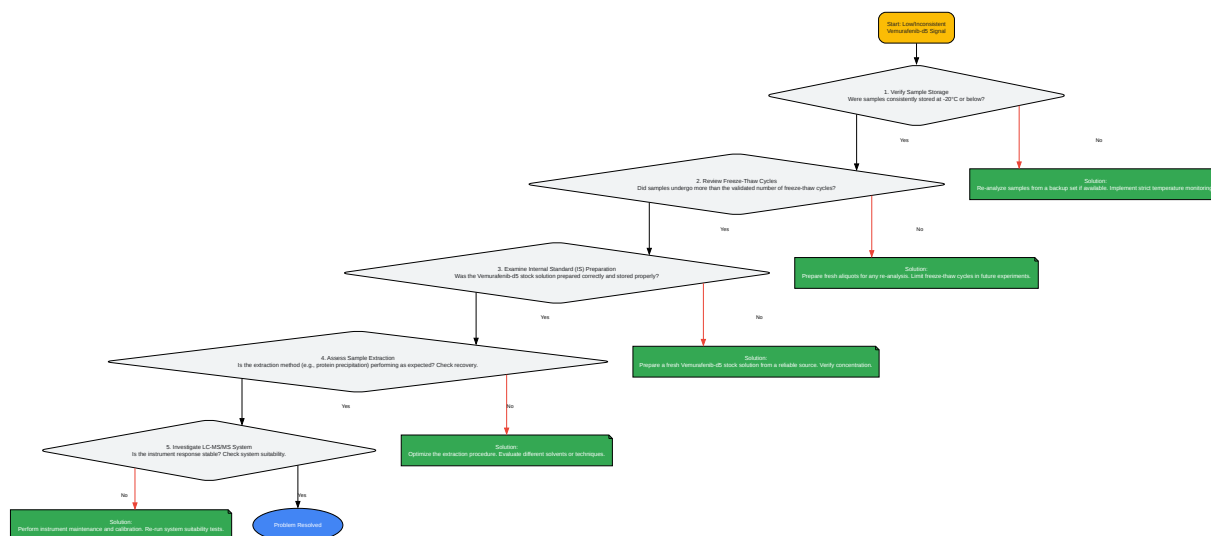 Start: Low/Inconsistent
Vemurafenib-d5 Signal
1. Verify Sample Storage
Were samples consistently stored at -20°C or below?
Yes
No
Solution:
Re-analyze samples from a backup set if available. Implement strict temperature monitoring
2. Review Freeze-Thaw Cycles
Did samples undergo more than the validated number of freeze-thaw cycles?
Yes
No
Solution:
Prepare fresh aliquots for any re-analysis. Limit freeze-thaw cycles in future experiments.
3. Examine Internal Standard (IS) Preparation
Was the Vemurafenib-d5 stock solution prepared correctly and stored properly?
Yes
No
Solution:
Prepare a fresh Vemurafenib-d5 stock solution from a reliable source. Verify concentration.
4. Assess Sample Extraction
Is the extraction method (e.g., protein precipitation) performing as expected? Check recovery.
Yes
No
Solution:
Optimize the extraction procedure. Evaluate different solvents or techniques.
5. Investigate LC-MS/MS System
Is the instrument response stable? Check system suitability.
No
Yes
Solution:
Perform instrument maintenance and calibration. Re-run system suitability tests.
Problem Resolved